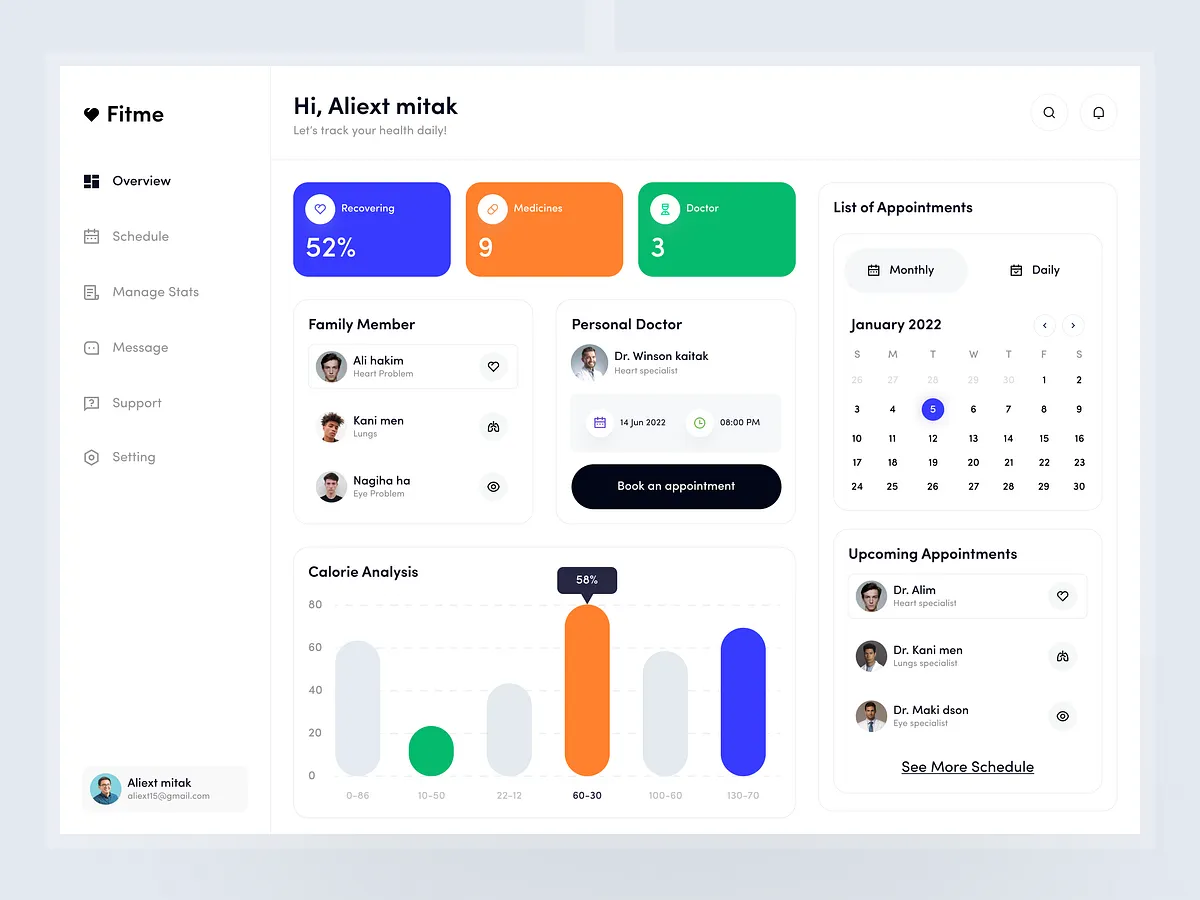 Fitme
Overview
Schedule
Manage Stats
Message
Support
Setting
Aliext mitak
aliext15@gmail.com
Hi, Aliext mitak
Let's track your health daily!
Recovering
52%
Medicines
9
Doctor
3
Family Member
Ali hakim
Heart Problem
Kani men
Lungs
Nagiha ha
Eye Problem
Personal Doctor
Dr. Winson kaitak
Heart specialist
14 Jun 2022 08:00 PM
Book an appointment
Calorie Analysis
58%
80
60
40
20
0
0-86 10-50 22-12 60-30 100-60 130-70
List of Appointments
Monthly Daily
January 2022
S M T W T F S
26 27 28 29 30 1 2
3 4 5 6 7 8 9
10 11 12 13 14 15 16
17 18 19 20 21 22 23
24 25 26 27 28 29 30
Upcoming Appointments
Dr. Alim
Heart specialist
Dr. Kani men
Lungs specialist
Dr. Maki dson
Eye specialist
See More Schedule